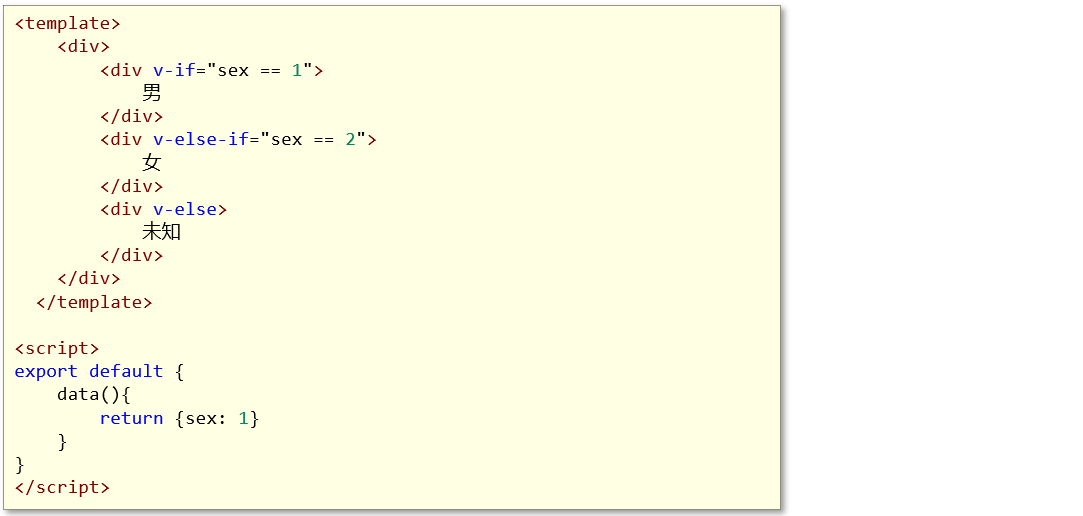 <template>
    <div>
        <div v-if="sex == 1">
            男
        </div>
        <div v-else-if="sex == 2">
            女
        </div>
        <div v-else>
            未知
        </div>
    </div>
  </template>

<script>
export default {
    data(){
        return {sex: 1}
    }
}
</script>